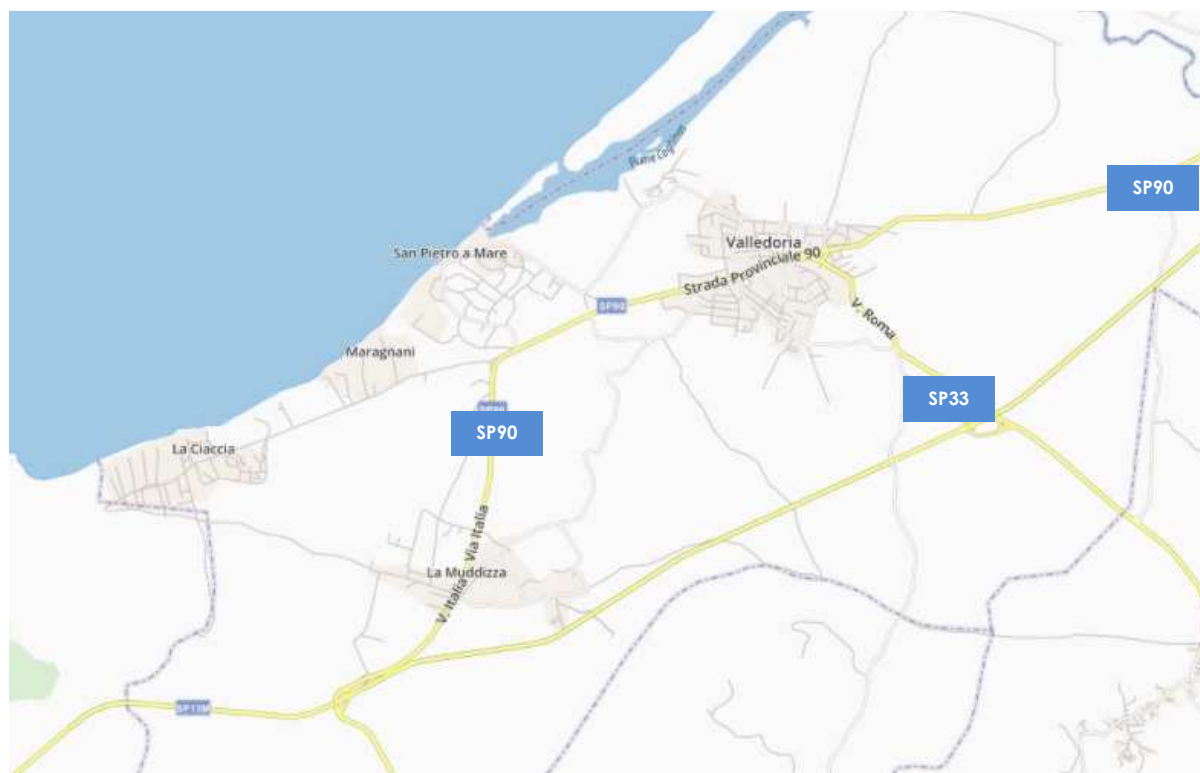 Fiume Coghinas
SP90
Valledoria
San Pietro a Mare
Strada Provinciale 90
SP90
V. Roma
Maragnani
SP33
SP90
SP90
La Ciaccia
Via Italia
La Muddizza
V. Italia